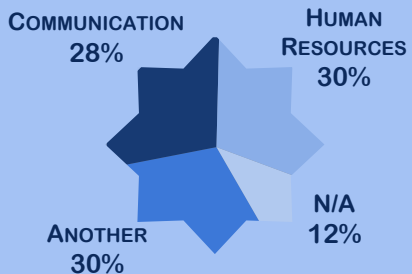 COMMUNICATION
28%
HUMAN
RESOURCES
30%
N/A
12%
ANOTHER
30%